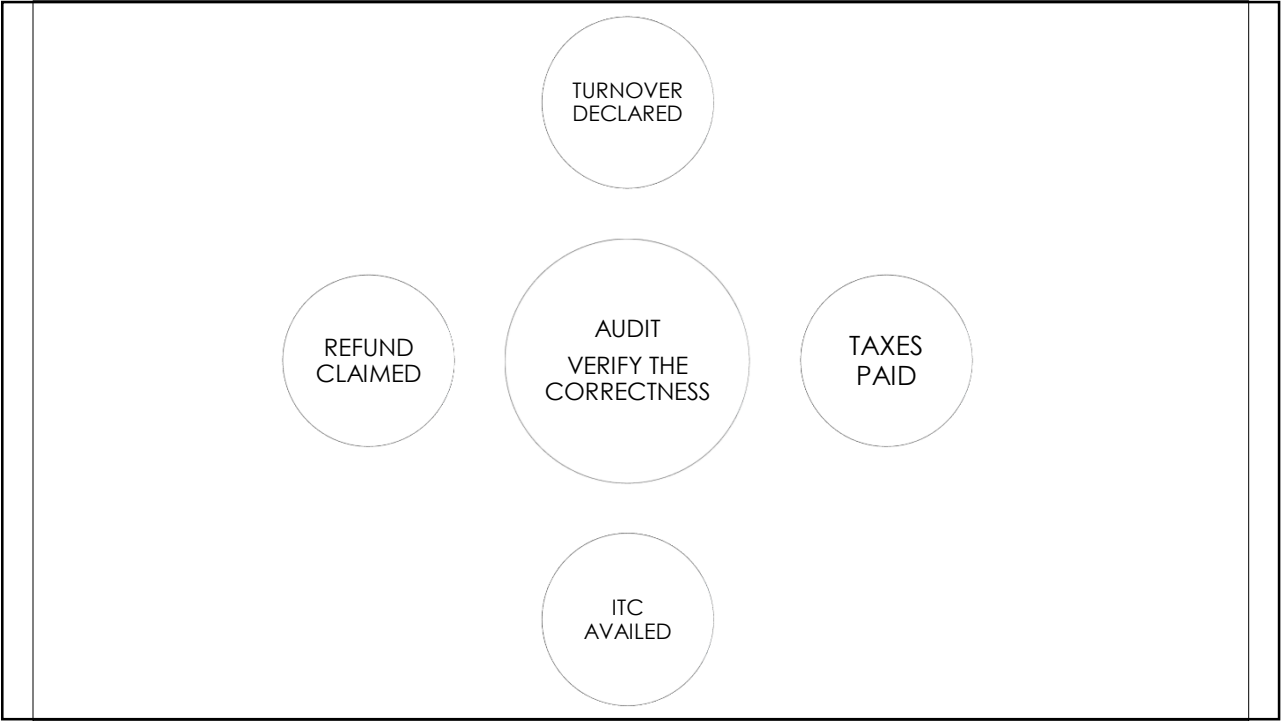 TURNOVER
DECLARED
REFUND
CLAIMED
AUDIT
VERIFY THE
CORRECTNESS
TAXES
PAID
ITC
AVAILED